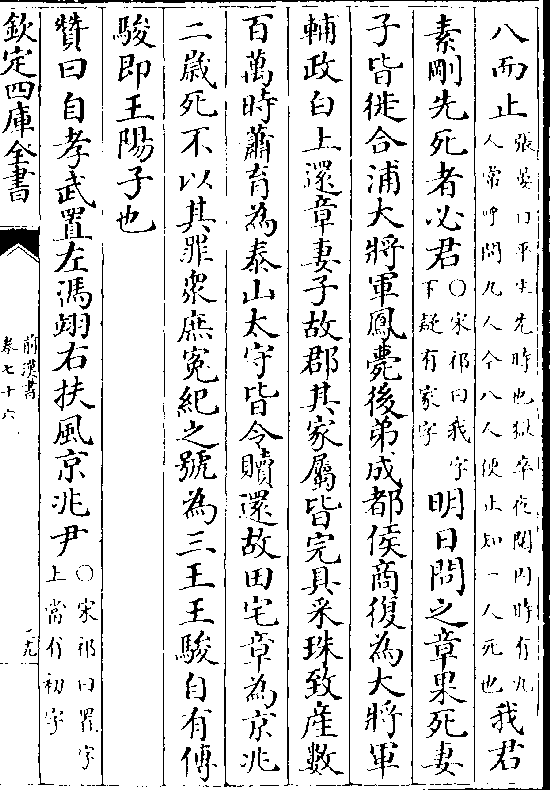 八而止張晏曰平生先時也獄卒夜閱囚時有九人常呼問九人今八人便止知一人死也我君
素剛先死者必君○宋祁曰我字下疑有家字明日問之章果死妻
子皆徙合浦大將軍鳳薨後弟成都侯商復為大將軍
輔政白上還章妻子故郡其家屬皆完具采珠致產數
百萬時蕭育為泰山太守皆令贖還故田宅章為京兆
二歲死不以其罪衆庶冤紀之號為三王王駿自有傳
駿即王陽子也
贊曰自孝武置左馮翊右扶風京兆尹○宋祁曰置字上當有初字
欽定四庫全書
前漢書
卷七十六
十九